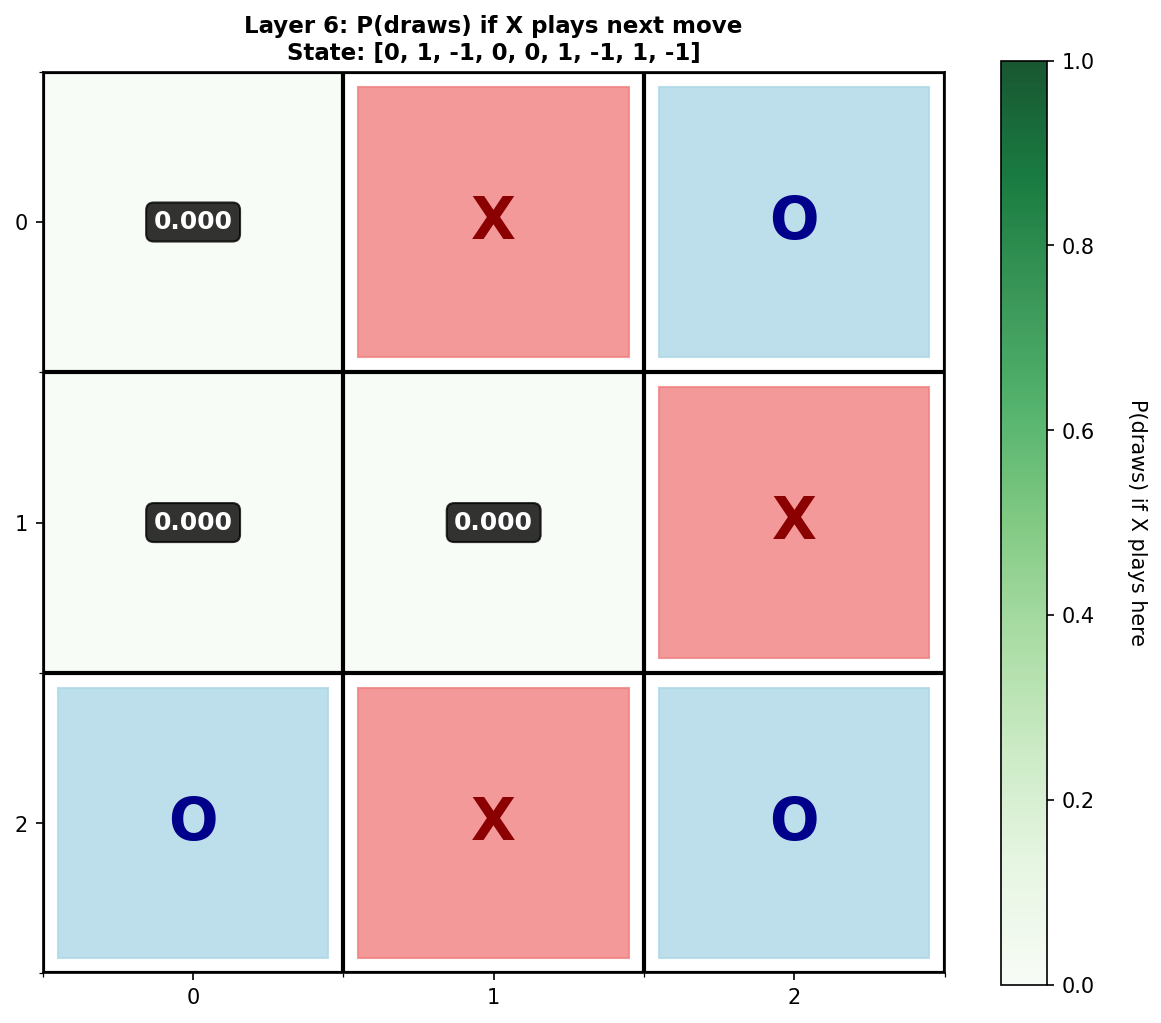 Layer 6: P(draws) if X plays next move
State: [0, 1, -1, 0, 0, 1, -1, 1, -1]
0
0.000
X
O
1
0.000
0.000
X
2
O
X
O
0
1
2
1.0
0.8
0.6
0.4
0.2
0.0
P(draws) if X plays here